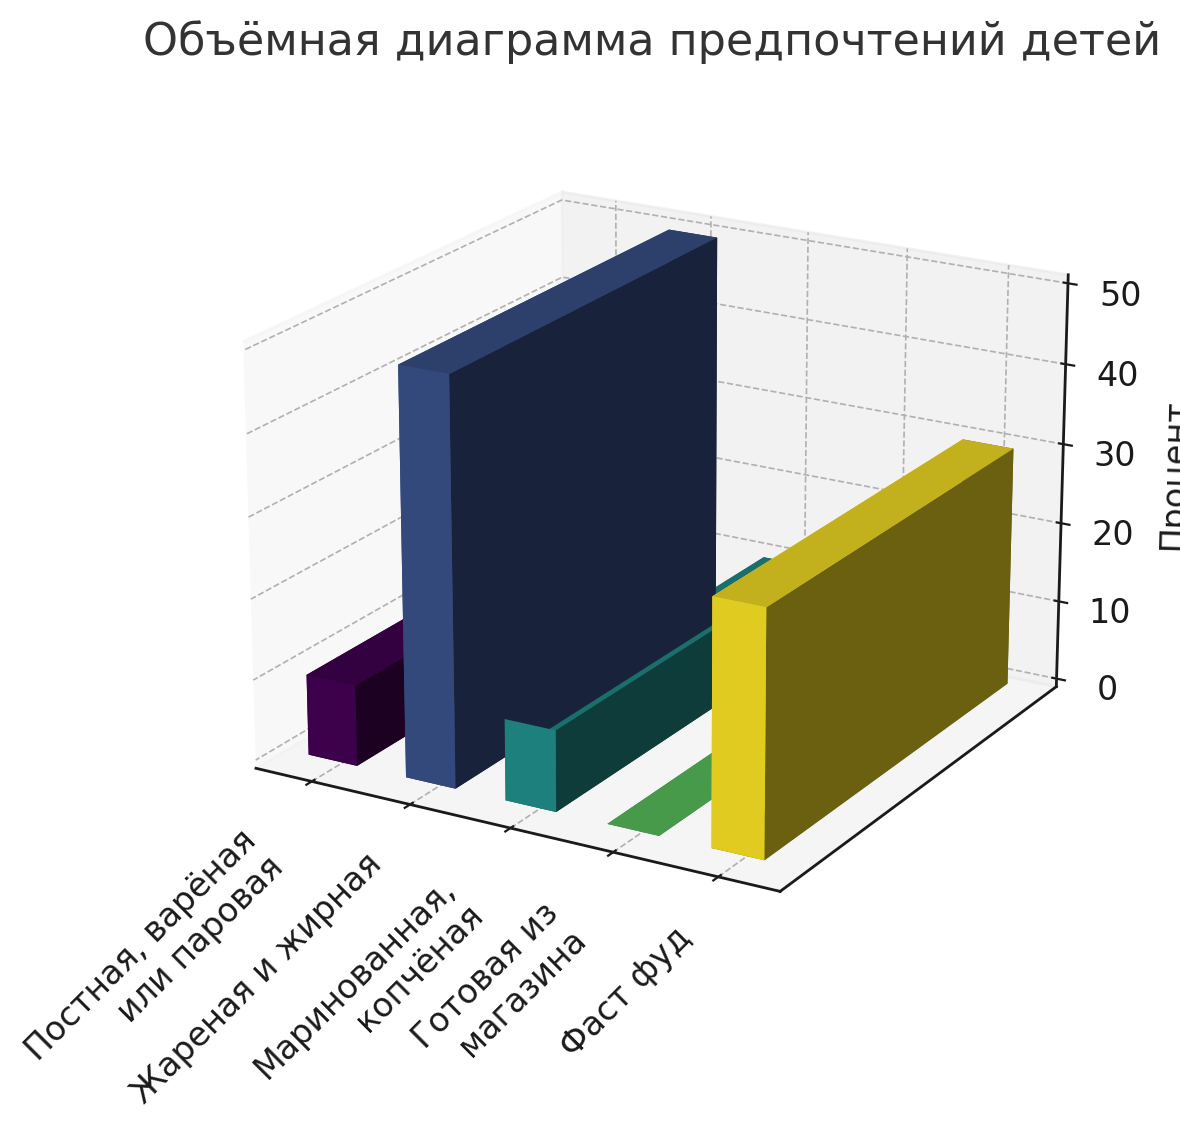 Объёмная диаграмма предпочтений детей
50
40
30
20
10
0
Процент
Постная, варёная
или паровая
Жареная и жирная
Маринованная,
копчёная
Готовая из
магазина
Фаст фуд